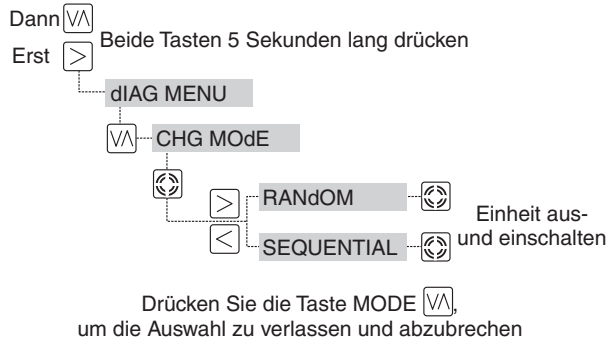 Dann
Beide Tasten 5 Sekunden lang drücken
Erst
dIAG MENU
CHG MOdE
RANdOM
SEQUENTIAL
Einheit aus-
und einschalten
Drücken Sie die Taste MODE ,
um die Auswahl zu verlassen und abzubrechen